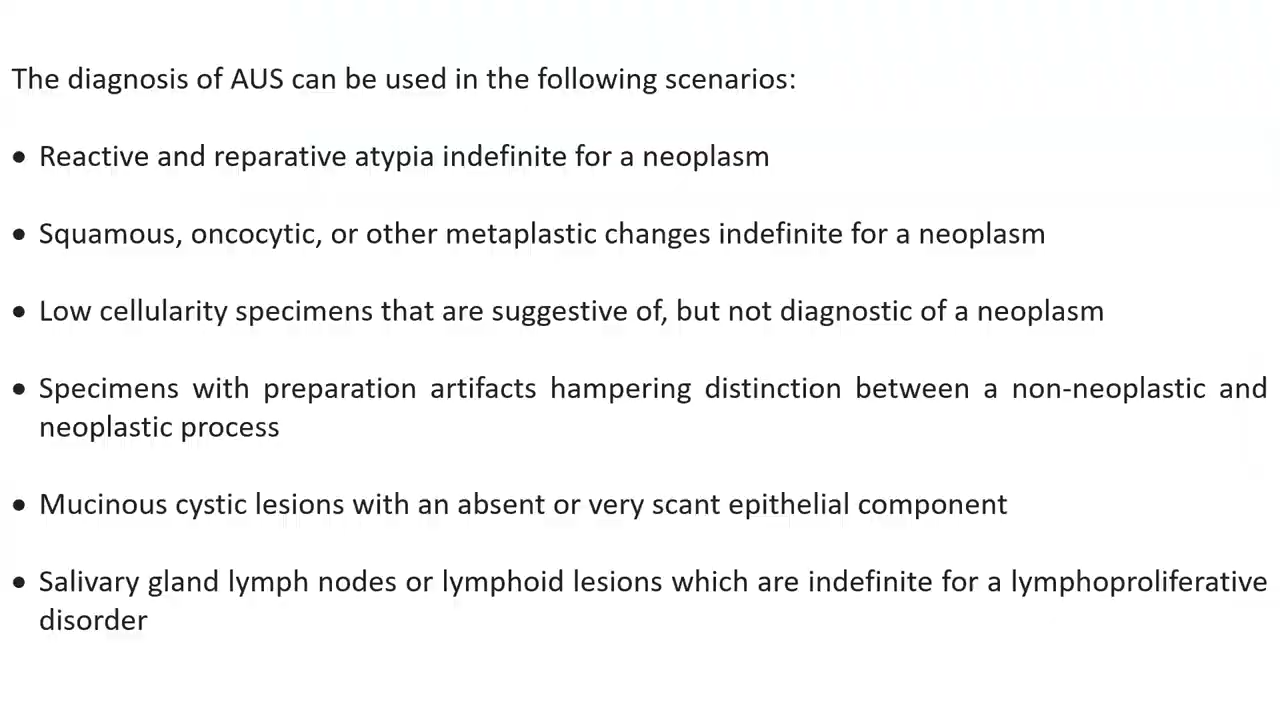 The diagnosis of AUS can be used in the following scenarios:
• Reactive and reparative atypia indefinite for a neoplasm
• Squamous, oncocytic, or other metaplastic changes indefinite for a neoplasm
• Low cellularity specimens that are suggestive of, but not diagnostic of a neoplasm
• Specimens with preparation artifacts hampering distinction between a non-neoplastic and
neoplastic process
• Mucinous cystic lesions with an absent or very scant epithelial component
• Salivary gland lymph nodes or lymphoid lesions which are indefinite for a lymphoproliferative
disorder